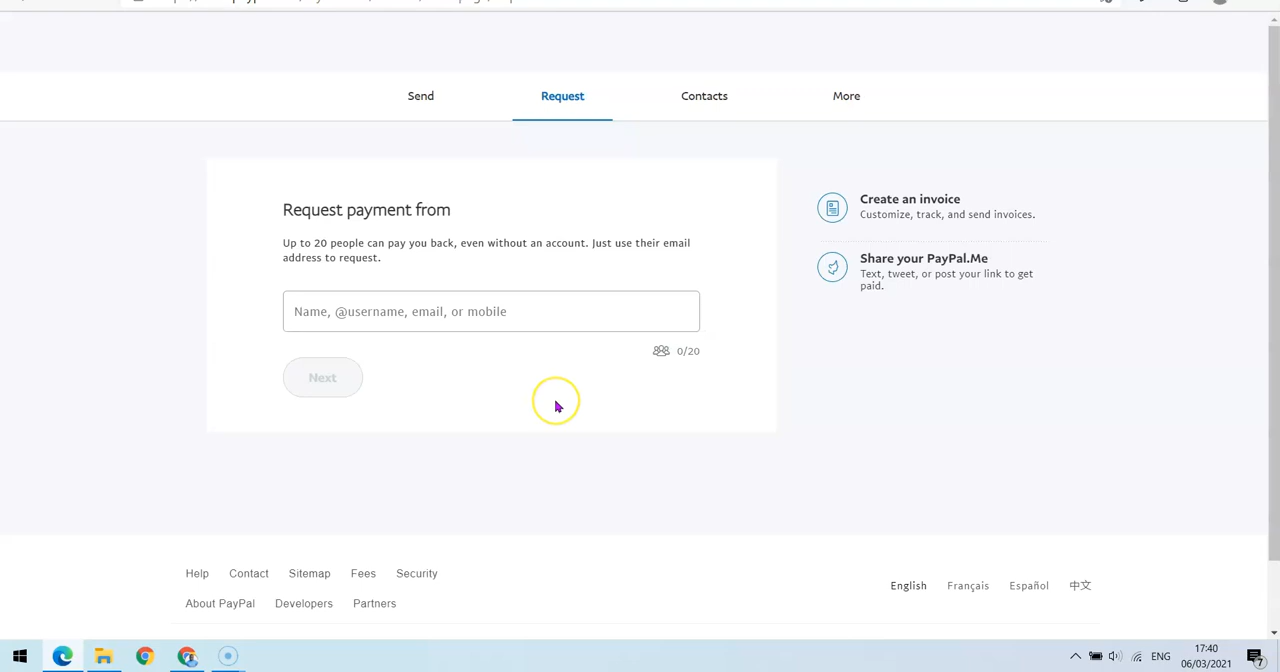 Send
Request
Contacts
More
Request payment from
Up to 20 people can pay you back, even without an account. Just use their email
address to request.
Name, @username, email, or mobile
0/20
Next
Create an invoice
Customize, track, and send invoices.
Share your PayPal.Me
Text, tweet, or post your link to get
paid.
Help
Contact
Sitemap
Fees
Security
About PayPal
Developers
Partners
English
Français
Español
中文
ENG
17:40
06/03/2021
7